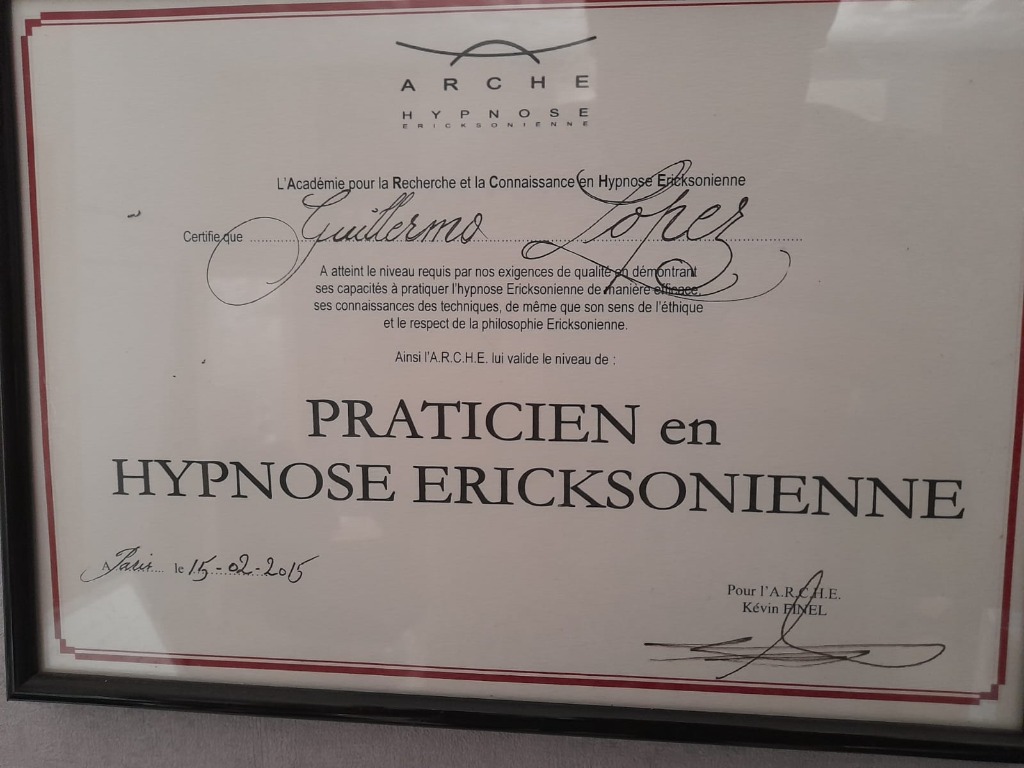 ARCHE
HYPNOSE
ERICKSONIENNE
L'Académie pour la Recherche et la Connaissance en Hypnose Ericksonienne
Certifie que Guillermo Lopez
A atteint le niveau requis par nos exigences de qualité en démontrant
ses capacités à pratiquer l'hypnose Ericksonienne de manière efficace,
ses connaissances des techniques, de même que son sens de l'éthique
et le respect de la philosophie Ericksonienne.
Ainsi l'A.R.C.H.E. lui valide le niveau de :
PRATICIEN en
HYPNOSE ERICKSONIENNE
A Paris le 15-02-2015
Pour l'A.R.C.H.E.
Kévin FINEL